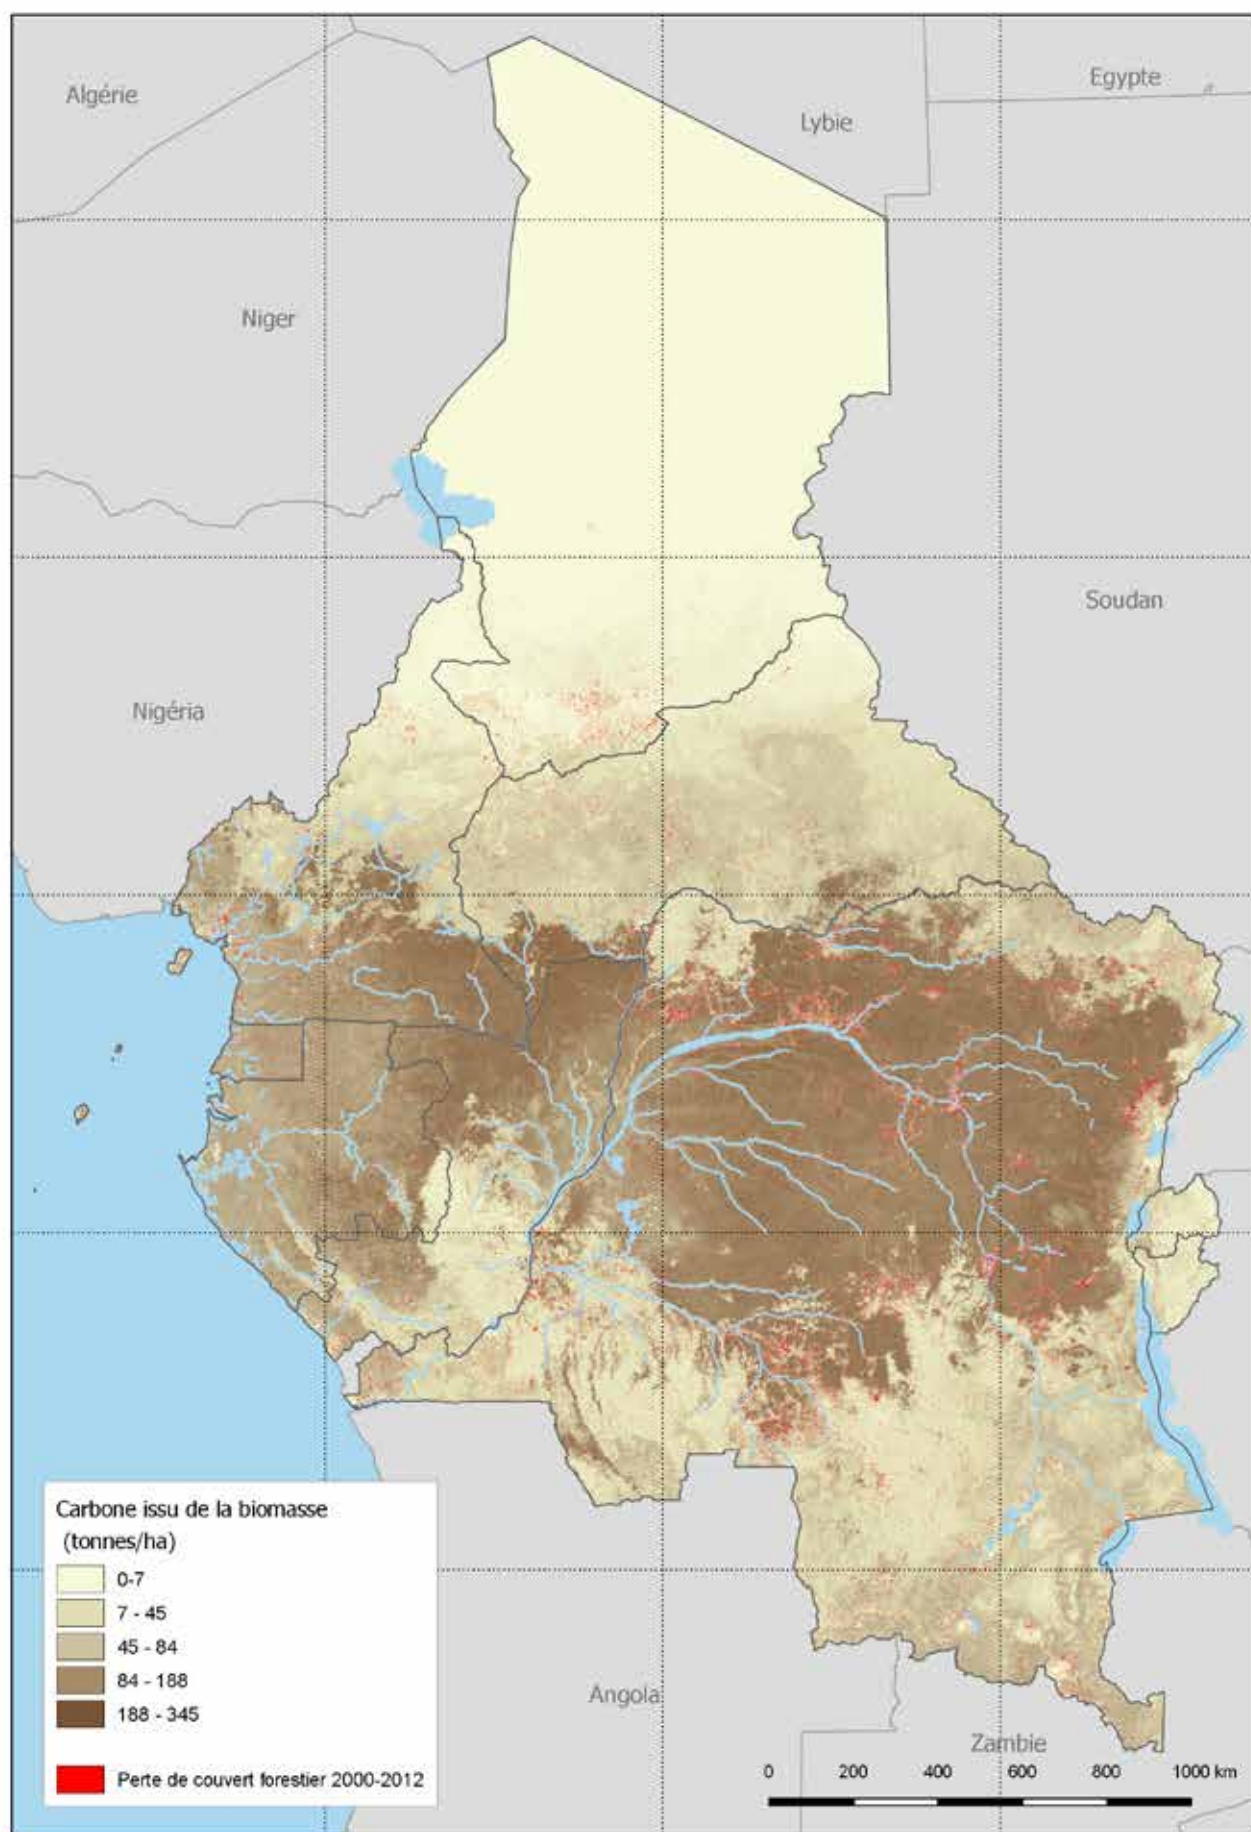 Algérie
Egypte
Lybie
Niger
Soudan
Nigéria
Carbone issu de la biomasse
(tonnes/ha)
0-7
7 - 45
45 - 84
84 - 188
188 - 345
Perte de couvert forestier 2000-2012
Angola
Zambie
0 200 400 600 800 1000 km